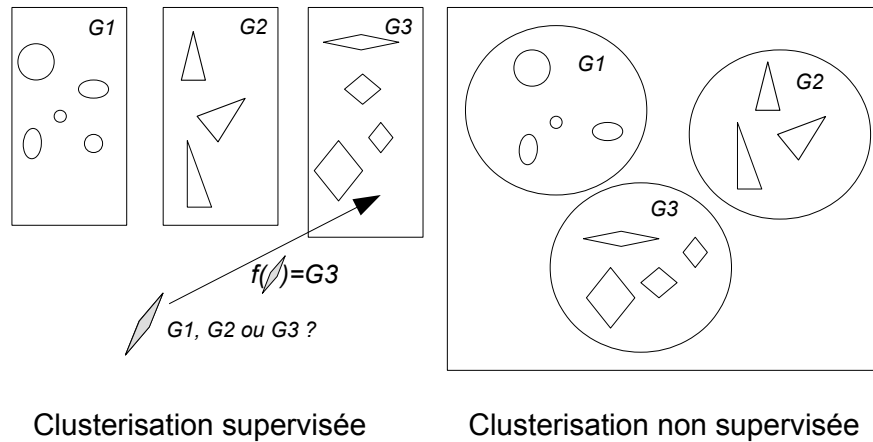 G1
G2
G3
f( )=G3
G1, G2 ou G3 ?
G1
G2
G3
Clusterisation supervisée
Clusterisation non supervisée